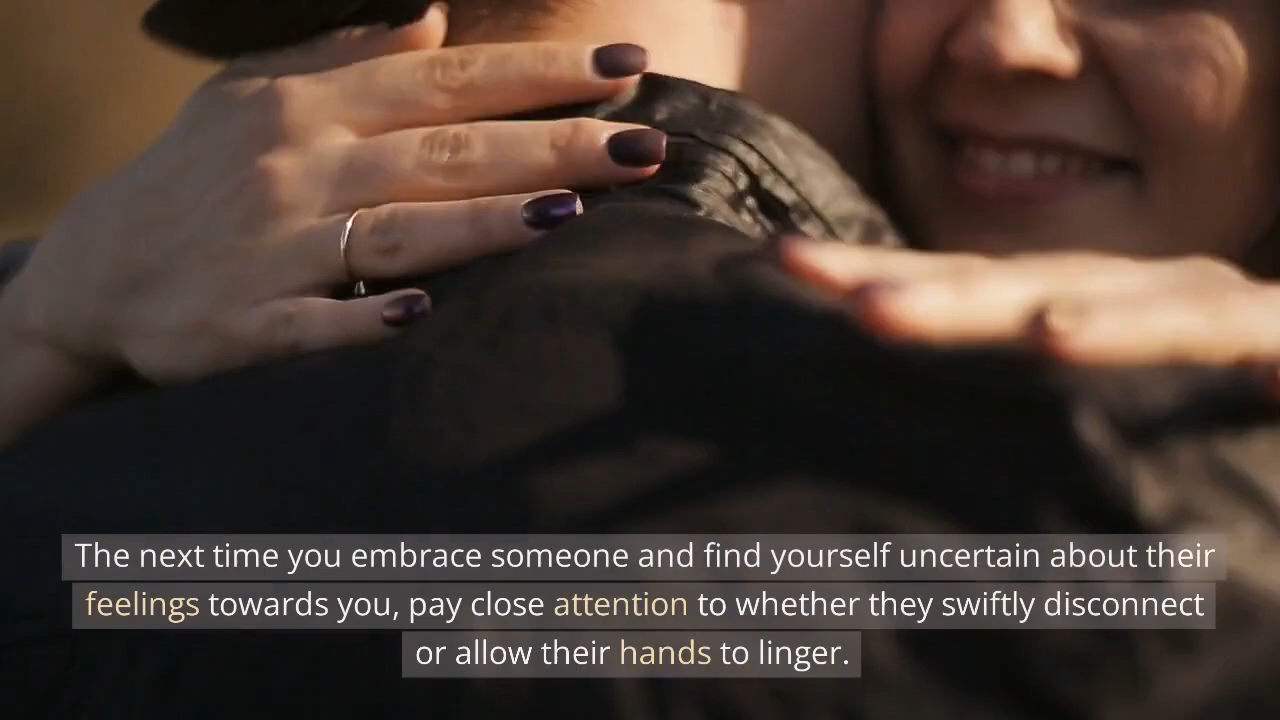 The next time you embrace someone and find yourself uncertain about their
feelings towards you, pay close attention to whether they swiftly disconnect
or allow their hands to linger.